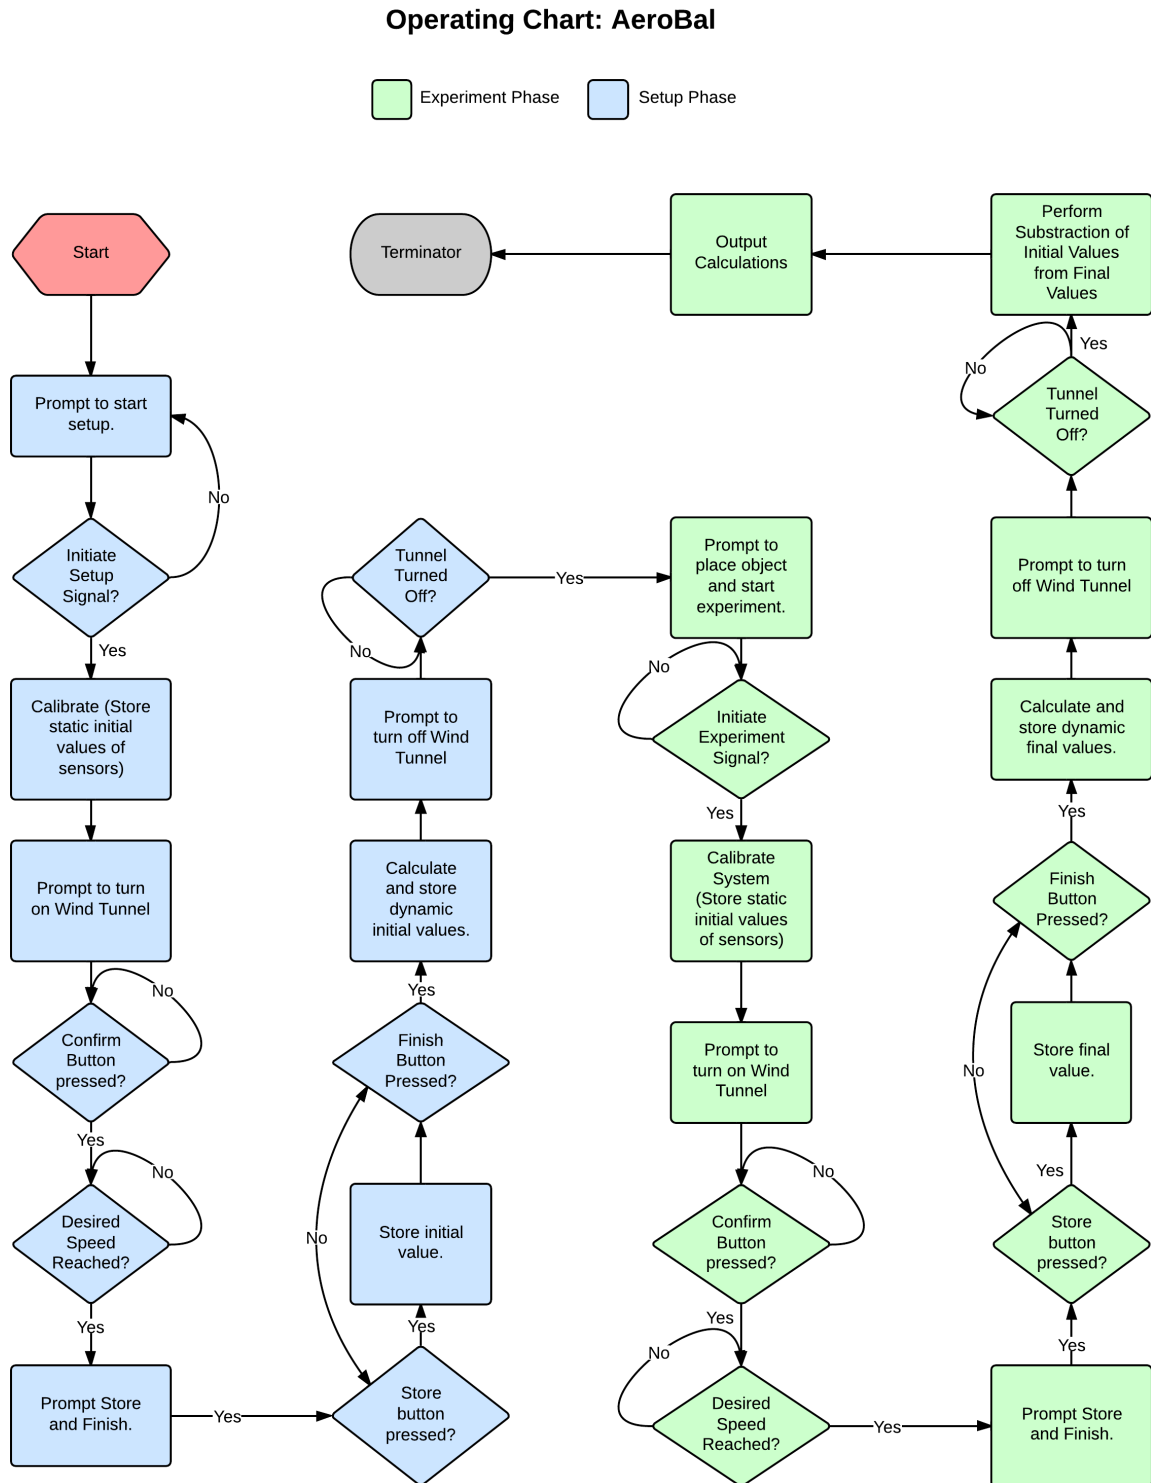 Operating Chart: AeroBal
Experiment Phase
Setup Phase
Start
Prompt to start
setup.
No
Initiate
Setup
Signal?
Yes
Calibrate (Store
static initial
values of
sensors)
Prompt to turn
on Wind Tunnel
No
Confirm
Button
pressed?
Yes
No
Desired
Speed
Reached?
Yes
Prompt Store
and Finish.
Yes
Store
button
pressed?
Yes
No
Store initial
value.
Finish
Button
Pressed?
Yes
Calculate
and store
dynamic
initial values.
Prompt to
turn off Wind
Tunnel
No
Tunnel
Turned
Off?
Yes
Prompt to
place object
and start
experiment.
No
Initiate
Experiment
Signal?
Yes
Calibrate
System
(Store static
initial values
of sensors)
Prompt to
turn on Wind
Tunnel
No
Confirm
Button
pressed?
Yes
No
Desired
Speed
Reached?
Yes
Prompt Store
and Finish.
Yes
Store
button
pressed?
Yes
No
Store final
value.
Finish
Button
Pressed?
Yes
Calculate and
store dynamic
final values.
Prompt to turn
off Wind Tunnel
Tunnel
Turned
Off?
No
Yes
Perform
Substraction of
Initial Values
from Final
Values
Output
Calculations
Terminator